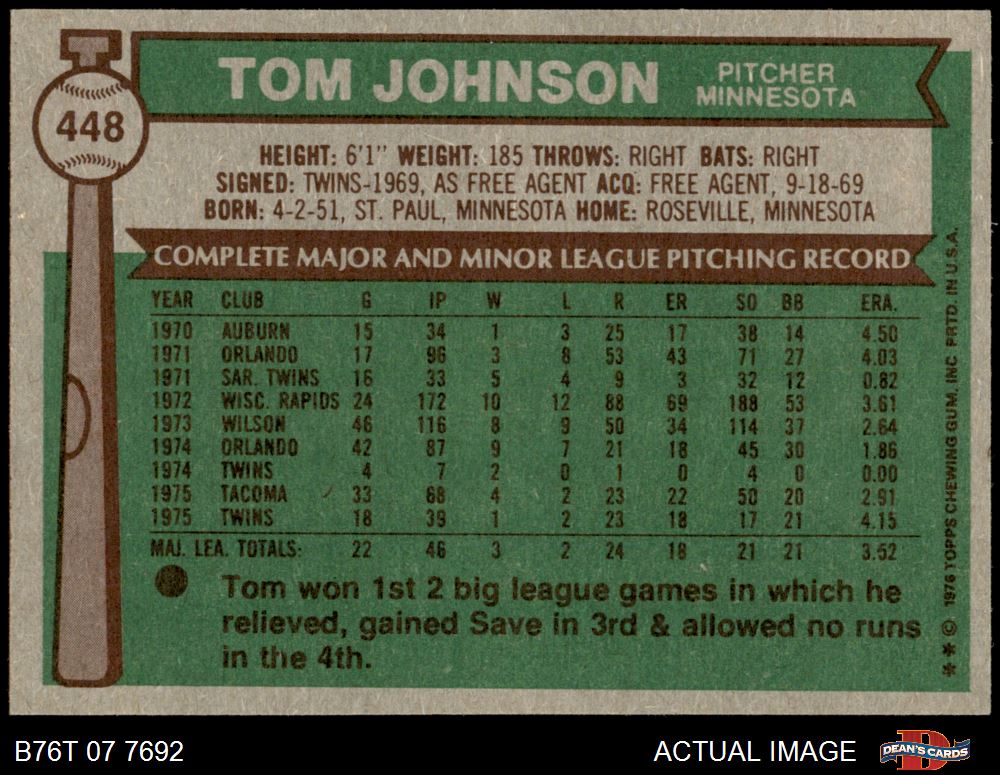 448
TOM JOHNSON
PITCHER
MINNESOTA
HEIGHT: 6'1" WEIGHT: 185 THROWS: RIGHT BATS: RIGHT
SIGNED: TWINS-1969, AS FREE AGENT ACQ: FREE AGENT, 9-18-69
BORN: 4-2-51, ST. PAUL, MINNESOTA HOME: ROSEVILLE, MINNESOTA
COMPLETE MAJOR AND MINOR LEAGUE PITCHING RECORD
YEAR CLUB G IP W L R ER SO BB ERA.
1970 AUBURN 15 34 1 3 25 17 38 14 4.50
1971 ORLANDO 17 96 3 8 53 43 71 27 4.03
1971 SAR. TWINS 16 33 5 4 9 3 32 12 0.82
1972 WISC. RAPIDS 24 172 10 12 88 69 188 53 3.61
1973 WILSON 46 116 8 9 50 34 114 37 2.64
1974 ORLANDO 42 87 9 7 21 18 45 30 1.86
1974 TWINS 4 7 2 0 1 0 4 0 0.00
1975 TACOMA 33 68 4 2 23 22 50 20 2.91
1975 TWINS 18 39 1 2 23 18 17 21 4.15
MAJ. LEA. TOTALS: 22 46 3 2 24 18 21 21 3.52
Tom won 1st 2 big league games in which he
relieved, gained Save in 3rd & allowed no runs
in the 4th.
* * © 1976 TOPPS CHEWING GUM, INC PRTD. IN U.S.A.
B76T 07 7692
ACTUAL IMAGE
DEAN'S CARDS